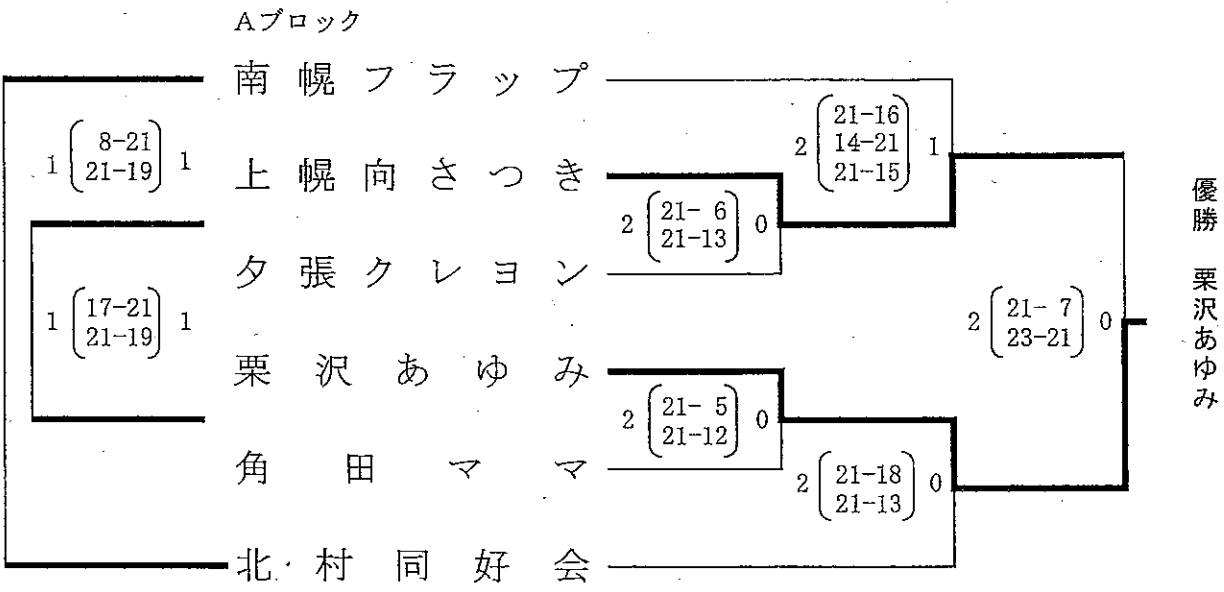 Aブロック
南幌フラップ
1 8-21 1
21-19
2 21-16 1
14-21
21-15
上幌向さつき
2 21- 6 0
21-13
夕張クレヨン
1 17-21 1
21-19
2 21- 7 0
23-21
優勝 栗沢あゆみ
栗沢あゆみ
2 21- 5 0
21-12
角田ママ
2 21-18 0
21-13
北村同好会